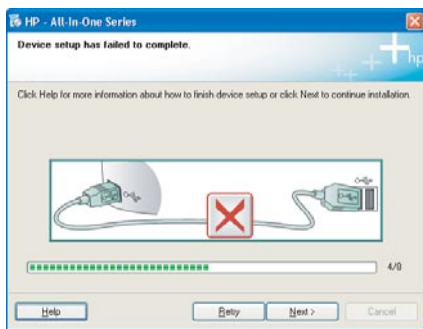 HP - All-In-One Series
Device setup has failed to complete.
hp
Click Help for more information about how to finish device setup or click Next to continue installation.
4/8
Help Retry Next > Cancel